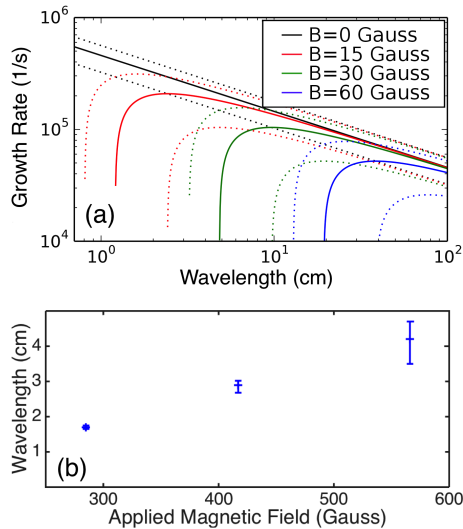 10^6
10^5
10^4
Growth Rate (1/s)
B=0 Gauss
B=15 Gauss
B=30 Gauss
B=60 Gauss
(a)
10^0
10^1
10^2
Wavelength (cm)
4
3
2
1
Wavelength (cm)
(b)
300
400
500
600
Applied Magnetic Field (Gauss)